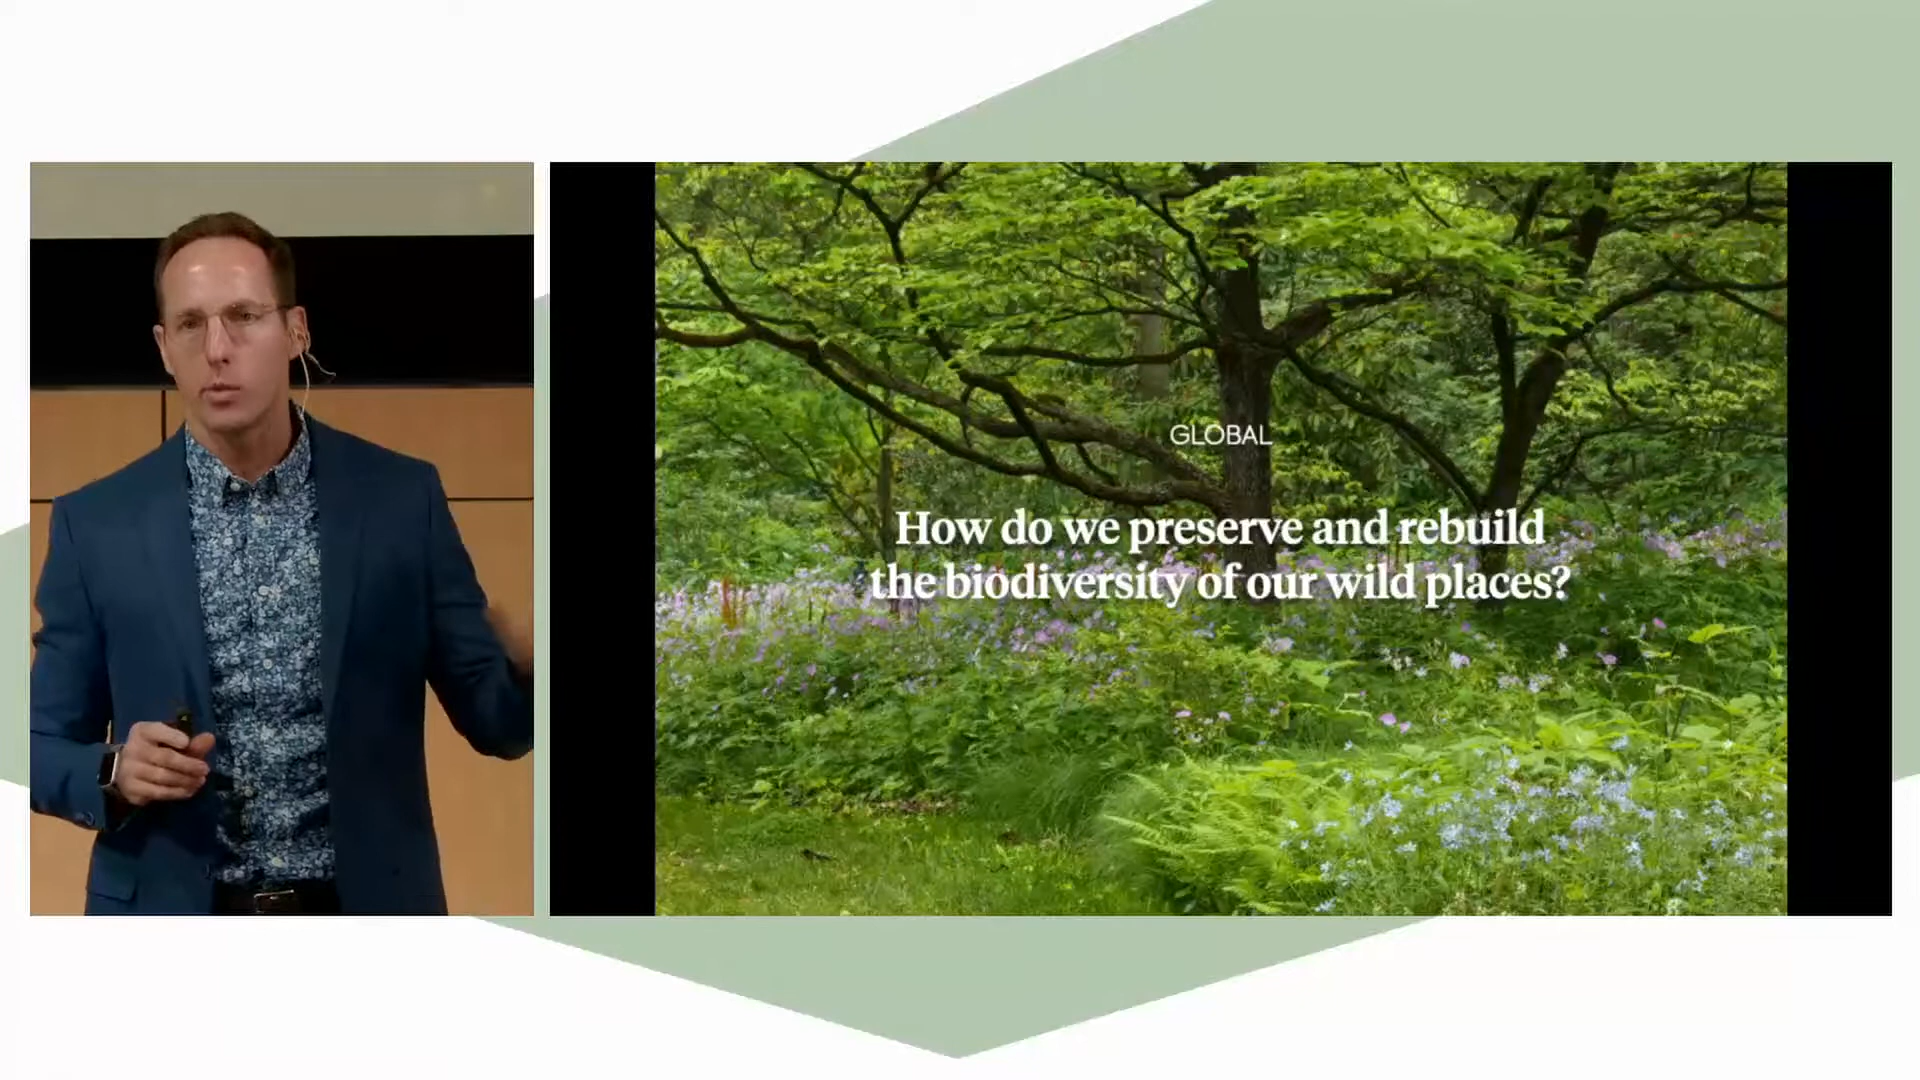 GLOBAL
How do we preserve and rebuild
the biodiversity of our wild places?